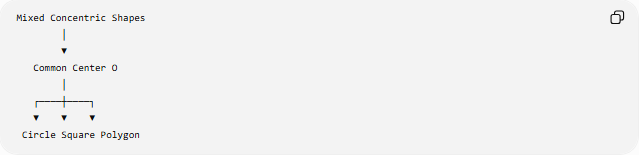 Mixed Concentric Shapes
Common Center O
Circle Square Polygon